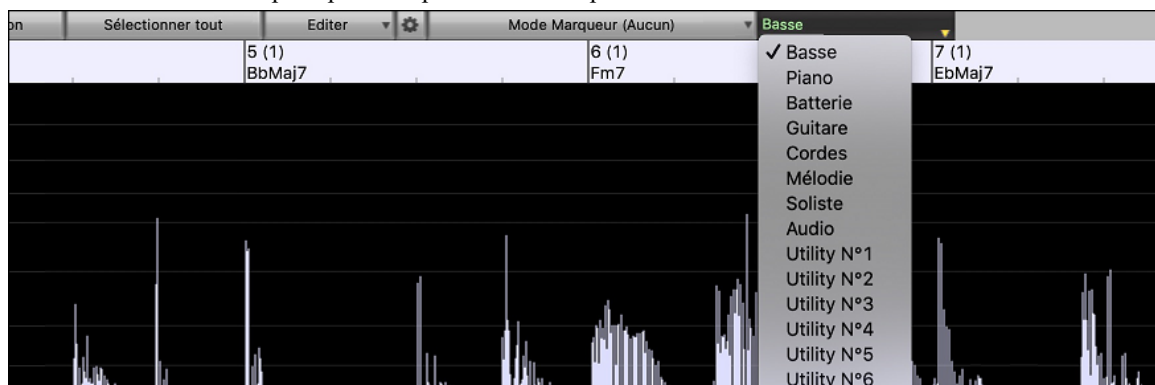 on
Sélectionner tout
Editer
Mode Marqueur (Aucun)
Basse
5 (1)
BbMaj7
6 (1)
Fm7
7 (1)
EbMaj7
✓ Basse
Piano
Batterie
Guitare
Cordes
Mélodie
Soliste
Audio
Utility N°1
Utility N°2
Utility N°3
Utility N°4
Utility N°5
Utility N°6